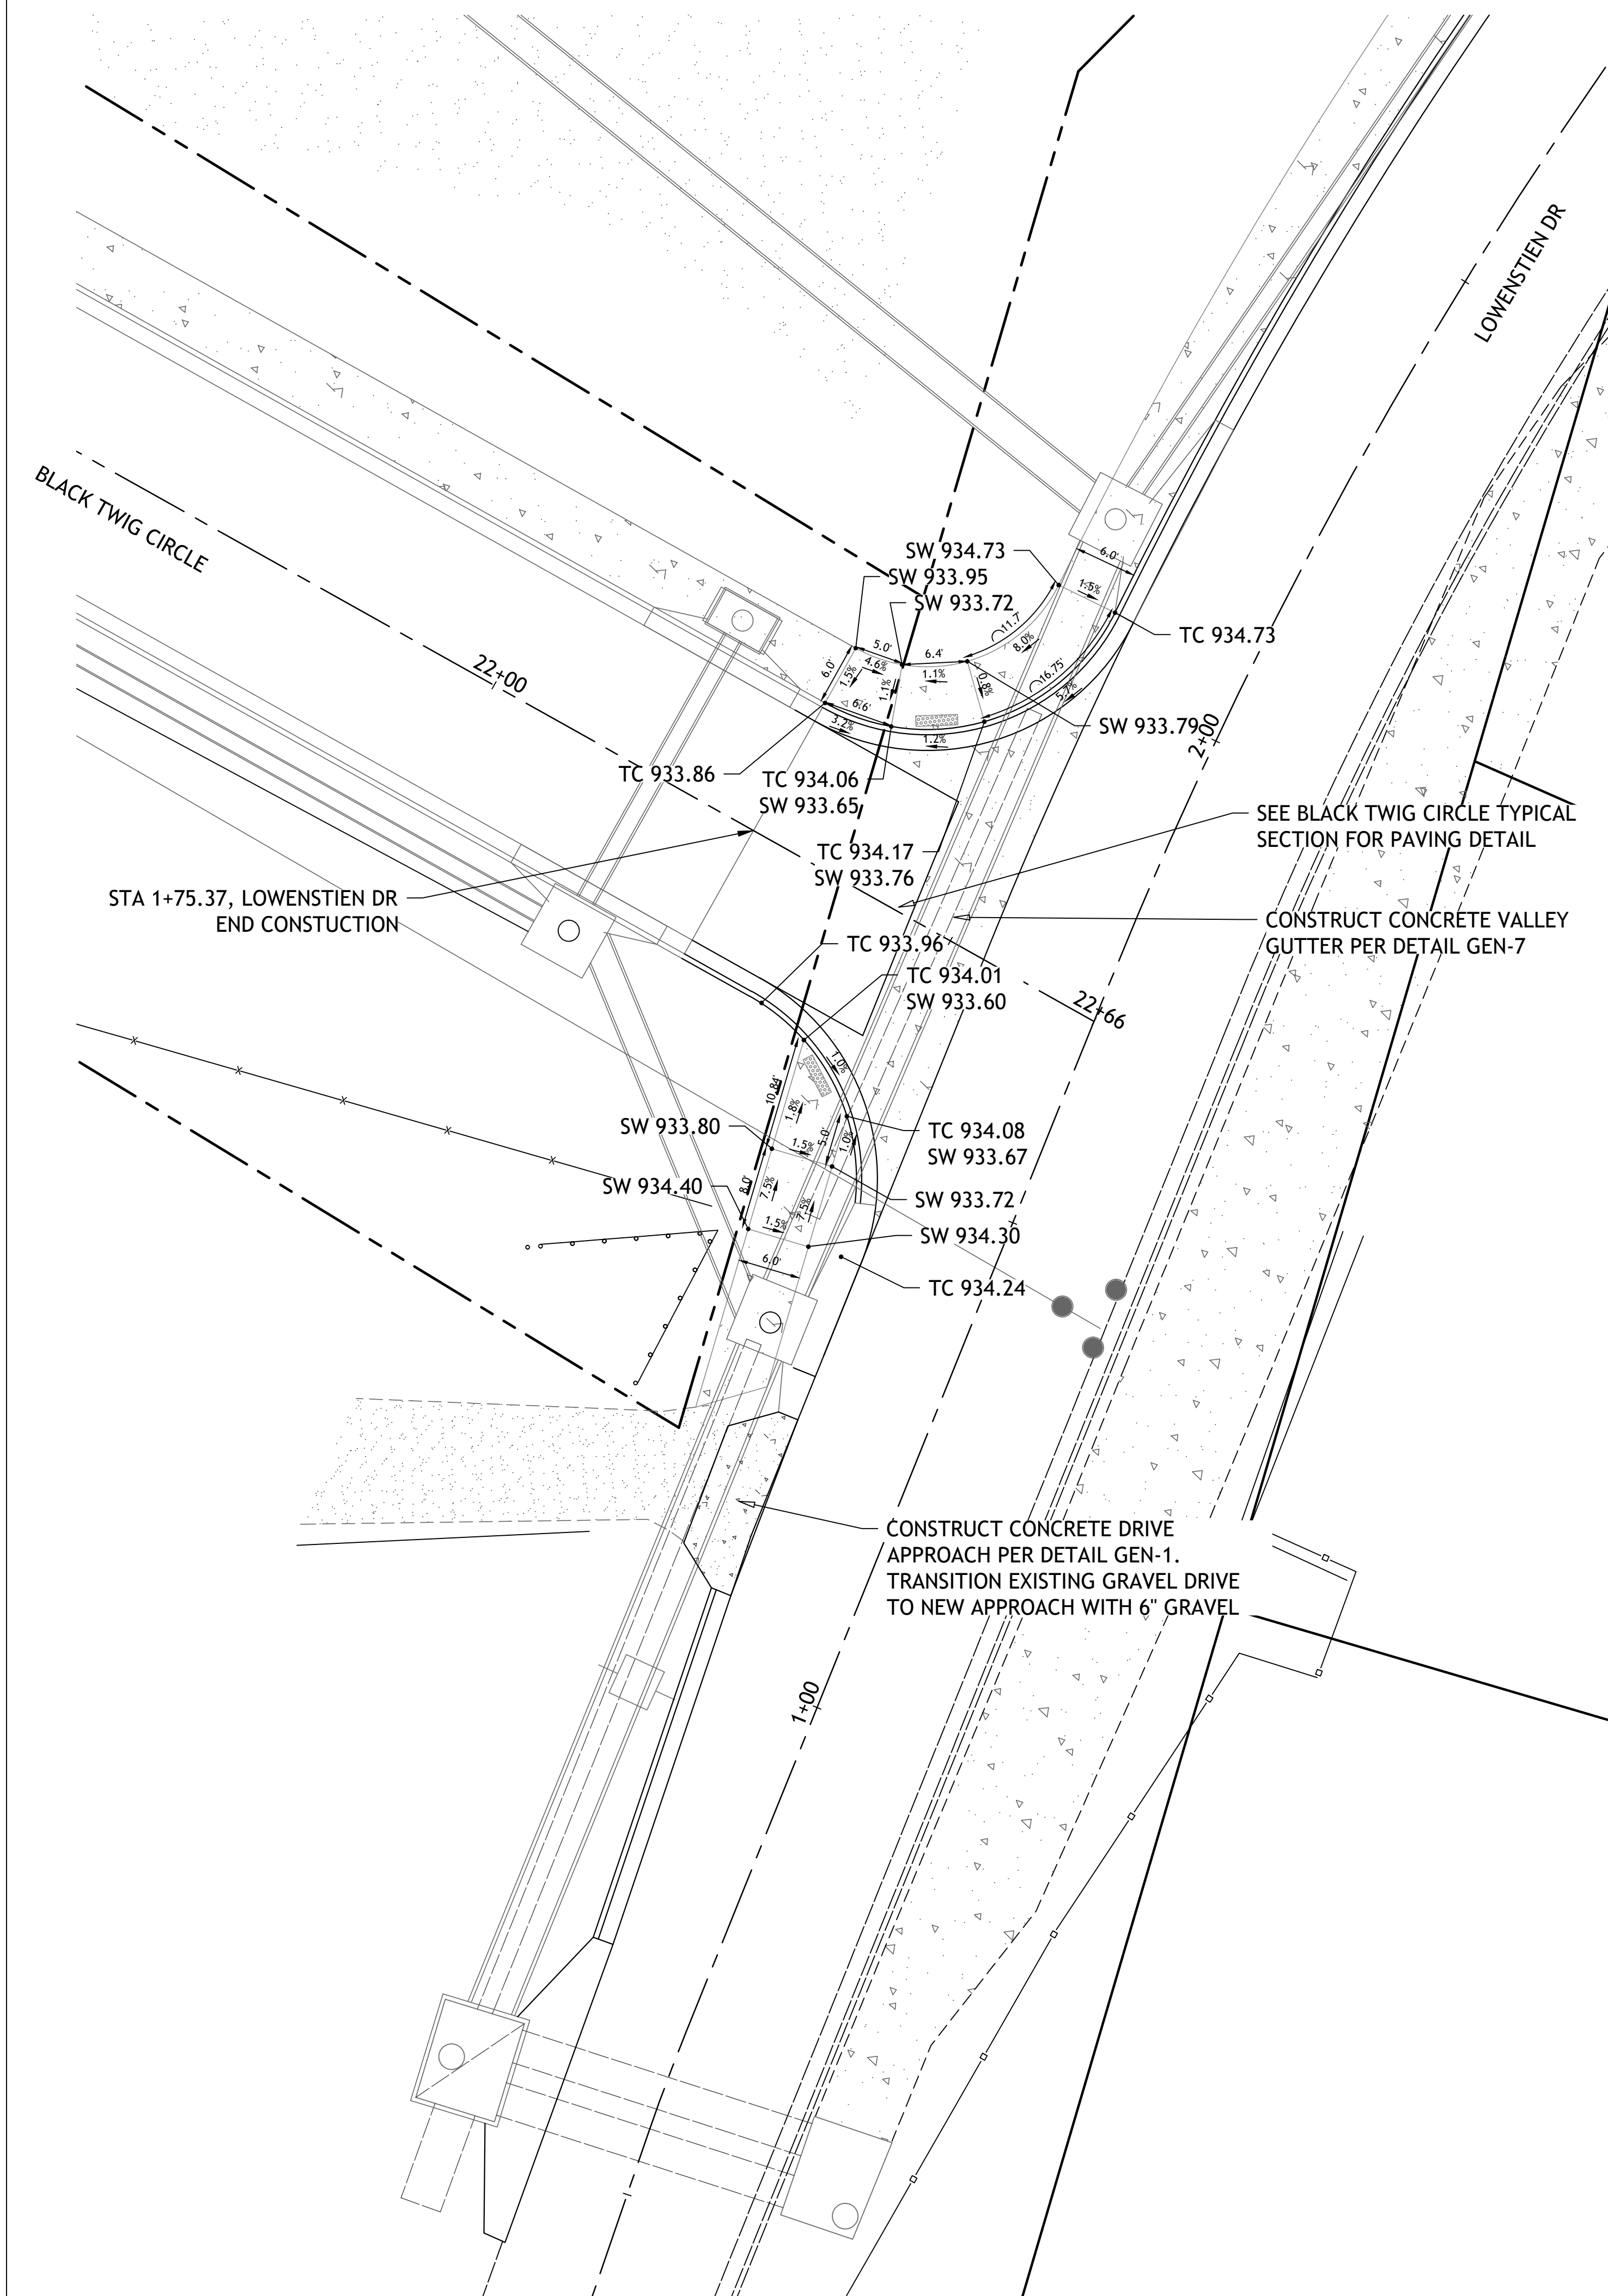 LOWENSTIEN DR
BLACK TWIG CIRCLE
22+00
SW 934.73
SW 933.95
SW 933.72
6.0'
1.5%
11.7'
8.0%
TC 934.73
5.0'
4.6%
6.4'
1.1%
6.0'
1.5%
1.1%
0.8%
16.75'
5.7%
6.6'
3.2%
1.2%
SW 933.79
2+00
TC 933.86
TC 934.06
SW 933.65
TC 934.17
SW 933.76
SEE BLACK TWIG CIRCLE TYPICAL
SECTION FOR PAVING DETAIL
STA 1+75.37, LOWENSTIEN DR
END CONSTUCTION
CONSTRUCT CONCRETE VALLEY
GUTTER PER DETAIL GEN-7
TC 933.96
TC 934.01
SW 933.60
22+66
1.0%
10.84'
1.8%
SW 933.80
1.5%
5.0'
1.0%
TC 934.08
SW 933.67
SW 934.40
8.0'
7.5%
7.5%
SW 933.72
1.5%
SW 934.30
6.0'
TC 934.24
CONSTRUCT CONCRETE DRIVE
APPROACH PER DETAIL GEN-1.
TRANSITION EXISTING GRAVEL DRIVE
TO NEW APPROACH WITH 6" GRAVEL
1+00